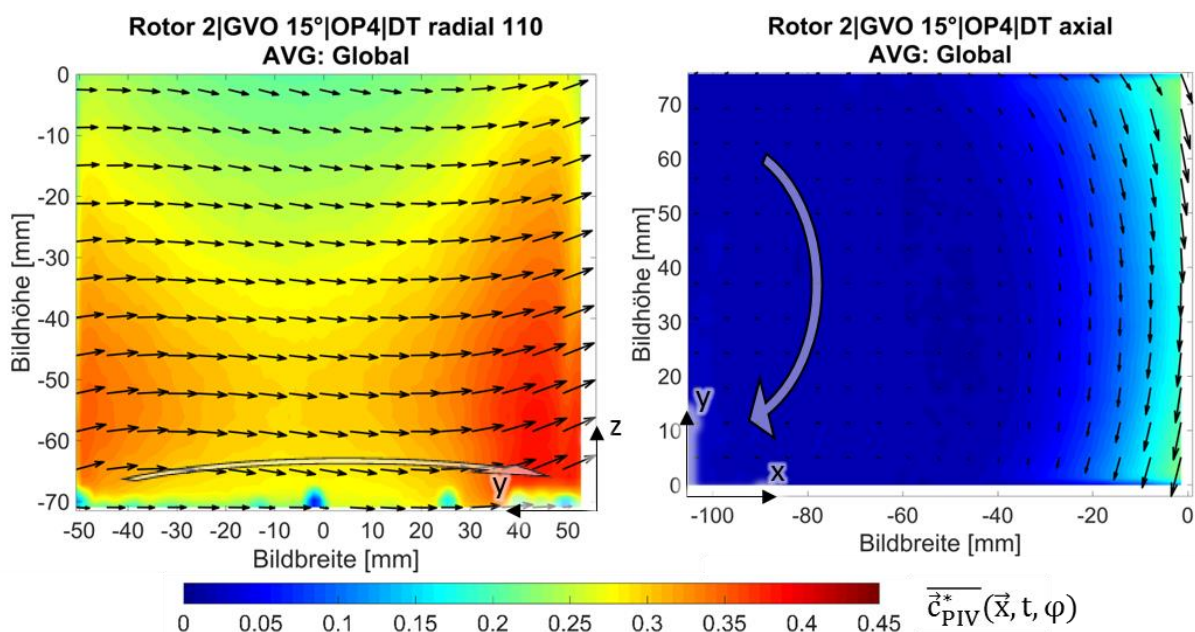 Rotor 2|GVO 15°|OP4|DT radial 110
AVG: Global
0
-10
-20
-30
-40
-50
-60
-70
Bildhöhe [mm]
-50 -40 -30 -20 -10 0 10 20 30 40 50
Bildbreite [mm]
z
y
Rotor 2|GVO 15°|OP4|DT axial
AVG: Global
70
60
50
40
30
20
10
0
Bildhöhe [mm]
-100 -80 -60 -40 -20 0
Bildbreite [mm]
y
x
0 0.05 0.1 0.15 0.2 0.25 0.3 0.35 0.4 0.45
c⃗*PIV(x⃗, t, φ)